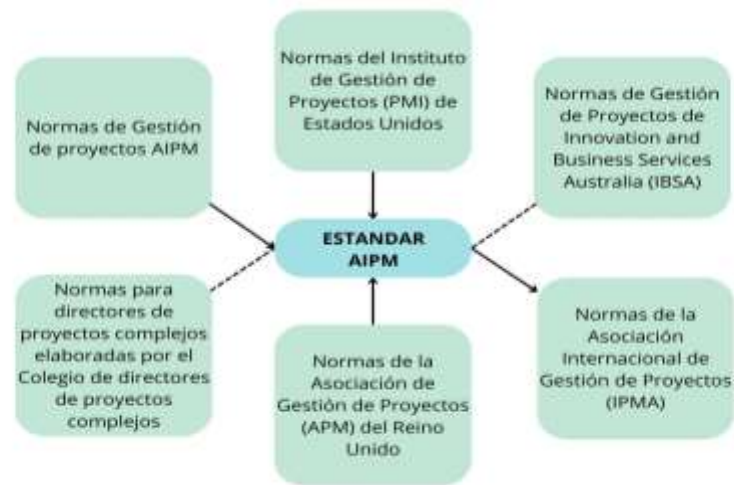 Normas de Gestión
de proyectos AIPM
Normas del Instituto
de Gestión de
Proyectos (PMI) de
Estados Unidos
Normas de Gestión
de Proyectos de
Innovation and
Business Services
Australia (IBSA)
ESTANDAR
AIPM
Normas para
directores de
proyectos complejos
elaboradas por el
Colegio de directores
de proyectos
complejos
Normas de la
Asociación de
Gestión de Proyectos
(APM) del Reino
Unido
Normas de la
Asociación
Internacional de
Gestión de Proyectos
(IPMA)